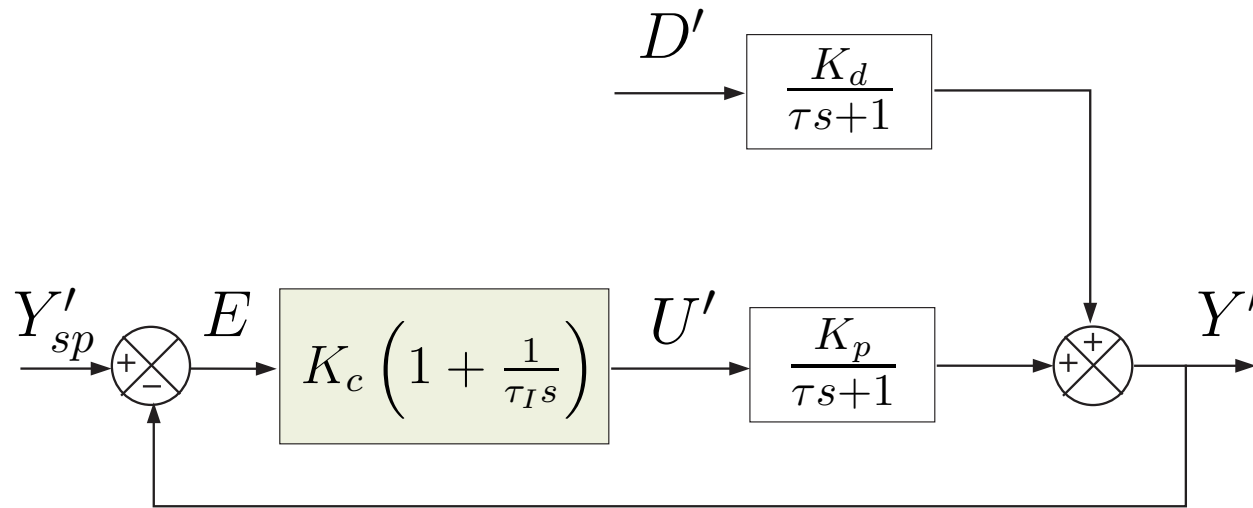 D′
K_d
τs+1
Y′_sp
+
−
E
K_c (1 + 1/(τ_I s))
U′
K_p
τs+1
+
+
Y′